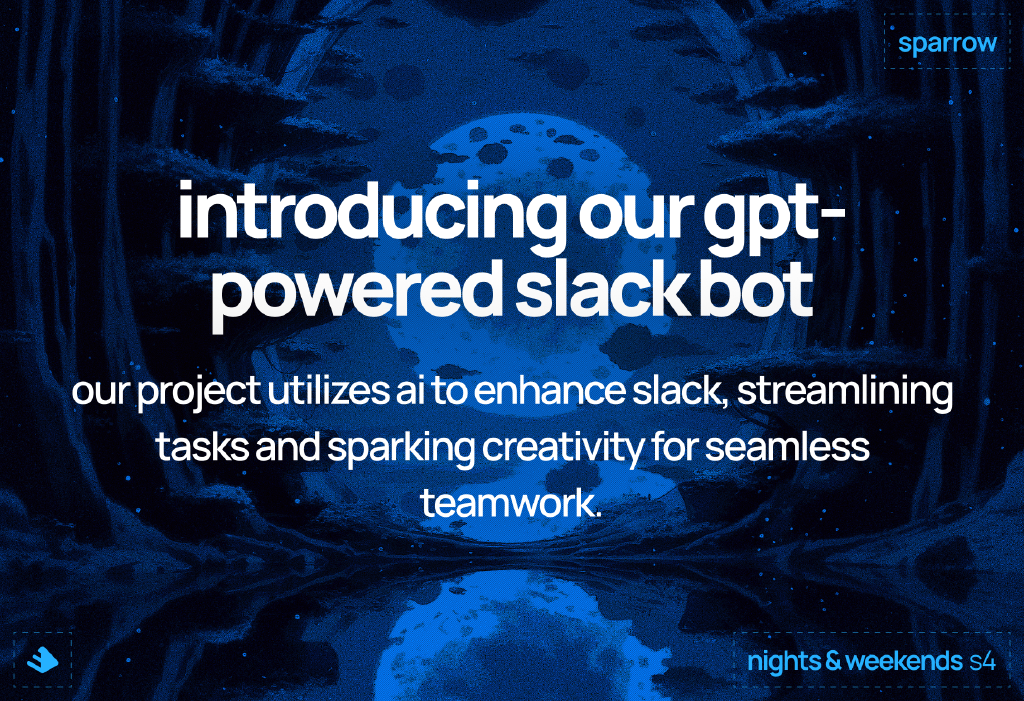 sparrow
introducing our gpt-
powered slack bot
our project utilizes ai to enhance slack, streamlining
tasks and sparking creativity for seamless
teamwork.
nights & weekends s4